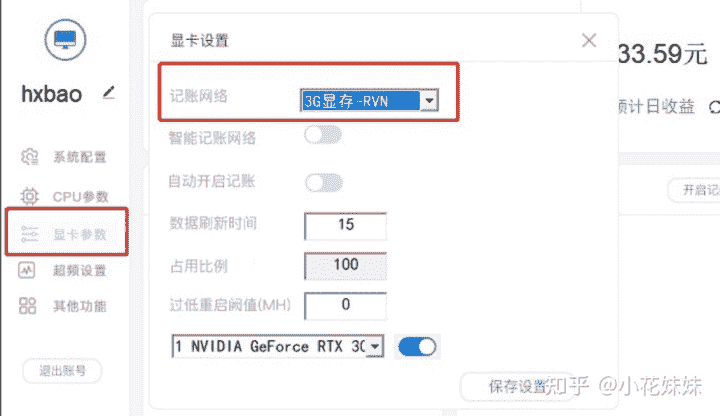 hxbao
系统配置
CPU参数
显卡参数
超频设置
其他功能
退出账号
显卡设置
记账网络
3G显存-RVN
智能记账网络
自动开启记账
数据刷新时间
15
占用比例
100
过低重启阈值(MH)
0
1 NVIDIA GeForce RTX 30
保存设置
33.59元
预计日收益
开启记
知乎 @小花妹妹